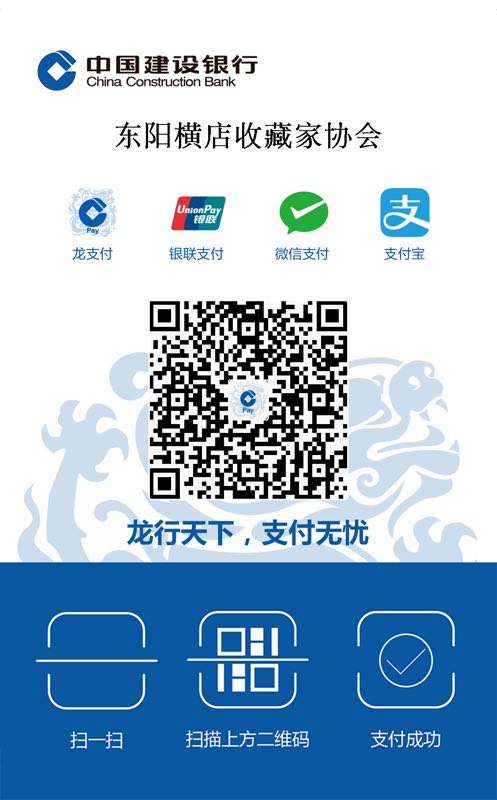 中国建设银行
China Construction Bank
东阳横店收藏家协会
Pay
UnionPay
银联
支
龙支付 银联支付 微信支付 支付宝
Pay
龙行天下，支付无忧
扫一扫 扫描上方二维码 支付成功